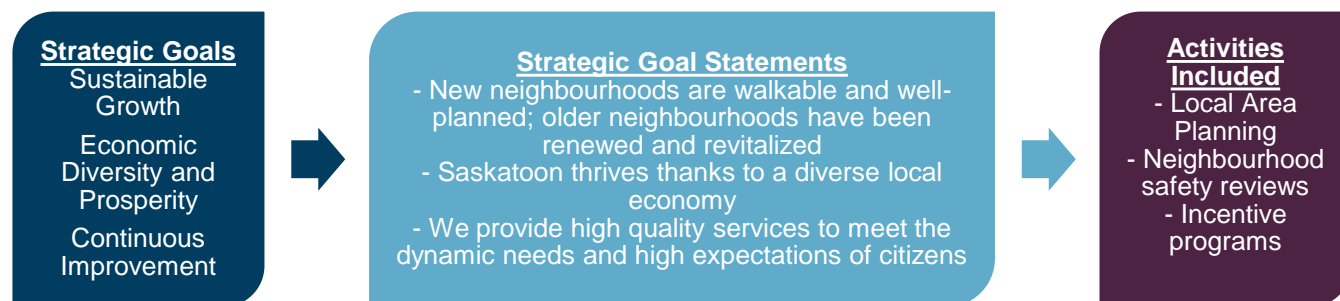 Strategic Goals
Sustainable
Growth
Economic
Diversity and
Prosperity
Continuous
Improvement
Strategic Goal Statements
- New neighbourhoods are walkable and well-
planned; older neighbourhoods have been
renewed and revitalized
- Saskatoon thrives thanks to a diverse local
economy
- We provide high quality services to meet the
dynamic needs and high expectations of citizens
Activities
Included
- Local Area
Planning
- Neighbourhood
safety reviews
- Incentive
programs